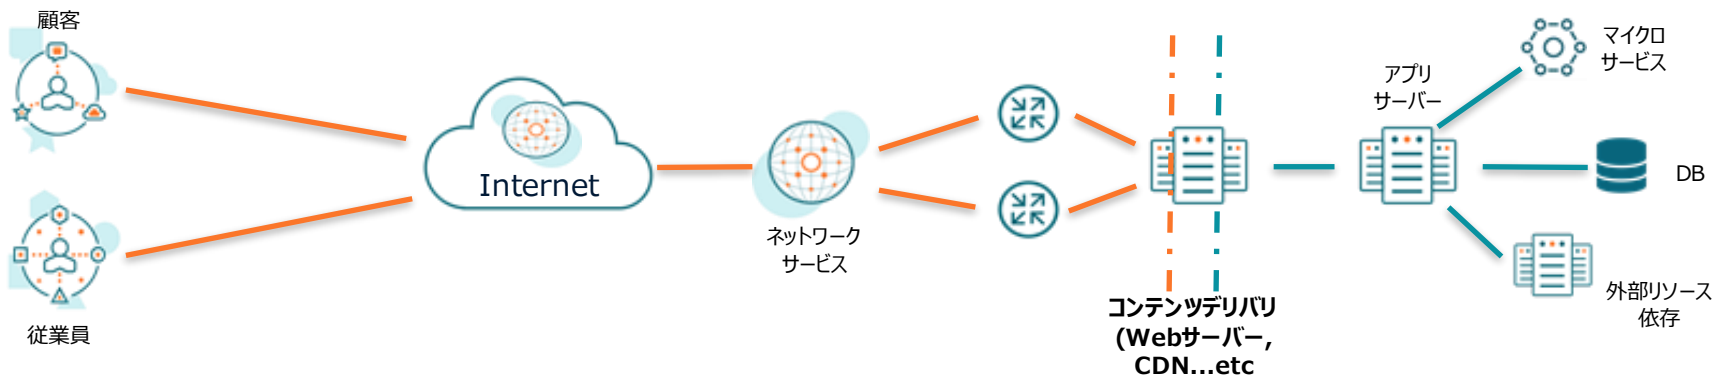 顧客
従業員
Internet
ネットワーク
サービス
コンテンツデリバリ
(Webサーバー,
CDN...etc
アプリ
サーバー
マイクロ
サービス
DB
外部リソース
依存